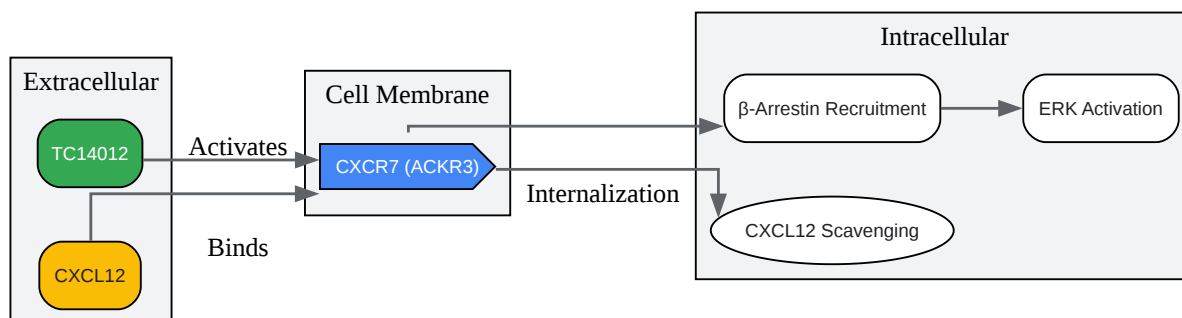 Extracellular
TC14012
CXCL12
Activates
Binds
Cell Membrane
CXCR7 (ACKR3)
Internalization
Intracellular
β-Arrestin Recruitment
ERK Activation
CXCL12 Scavenging